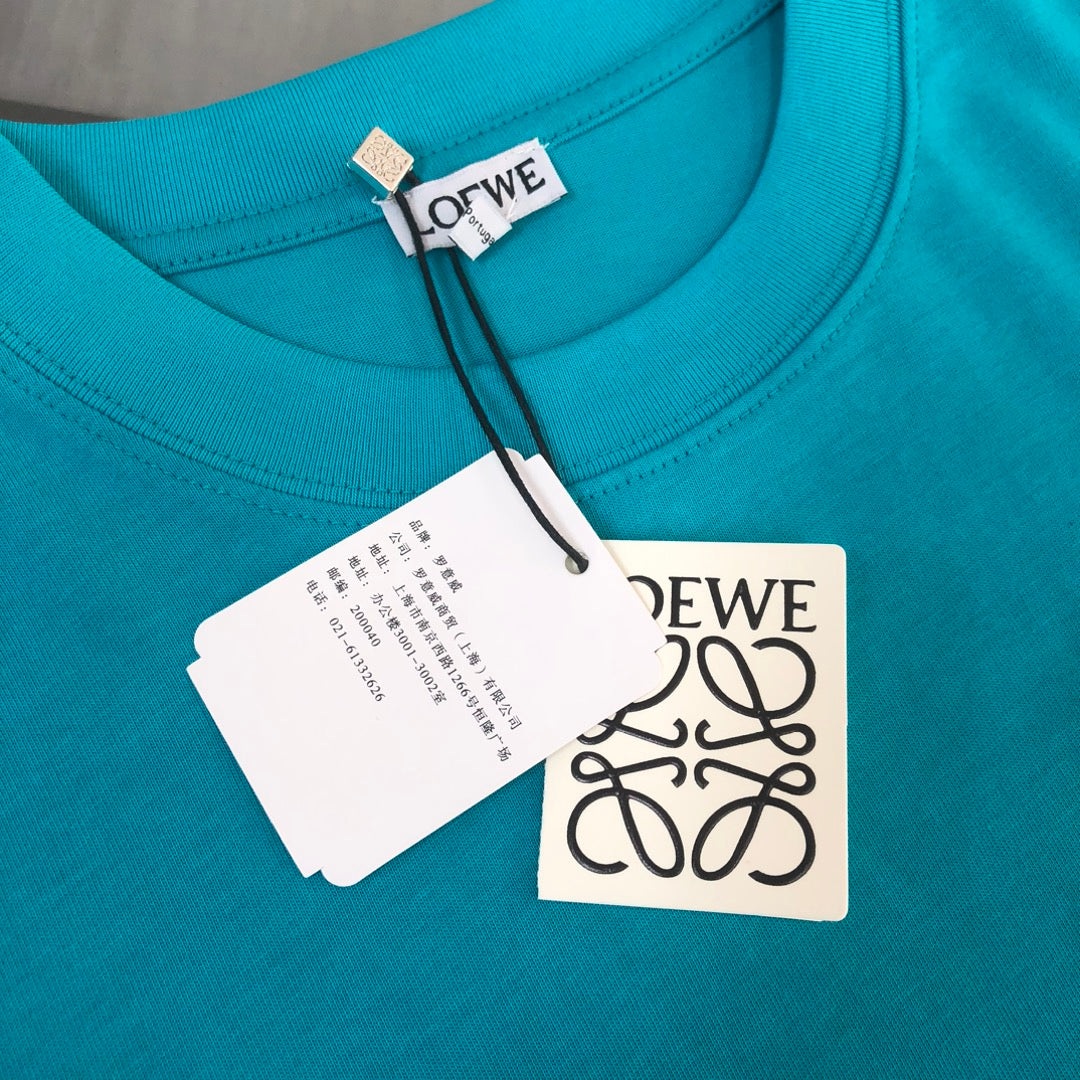 LOEWE
Portuga
品牌: 罗意威
公司: 罗意威商贸(上海)有限公司
地址: 上海市南京西路1266号恒隆广场
地址: 办公楼3001-3002室
邮编: 200040
电话: 021-61332626
OEWE